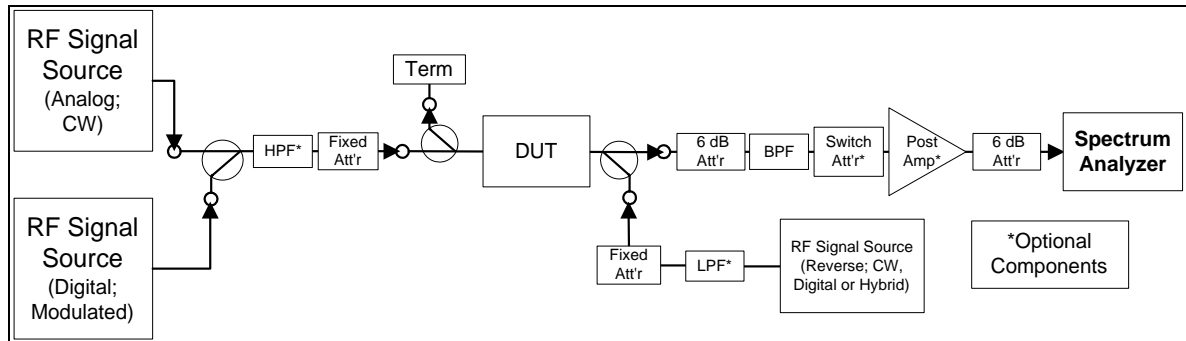 RF Signal
Source
(Analog;
CW)
RF Signal
Source
(Digital;
Modulated)
HPF*
Fixed
Att'r
Term
DUT
6 dB
Att'r
BPF
Switch
Att'r*
Post
Amp*
6 dB
Att'r
Spectrum
Analyzer
Fixed
Att'r
LPF*
RF Signal Source
(Reverse; CW,
Digital or Hybrid)
*Optional
Components